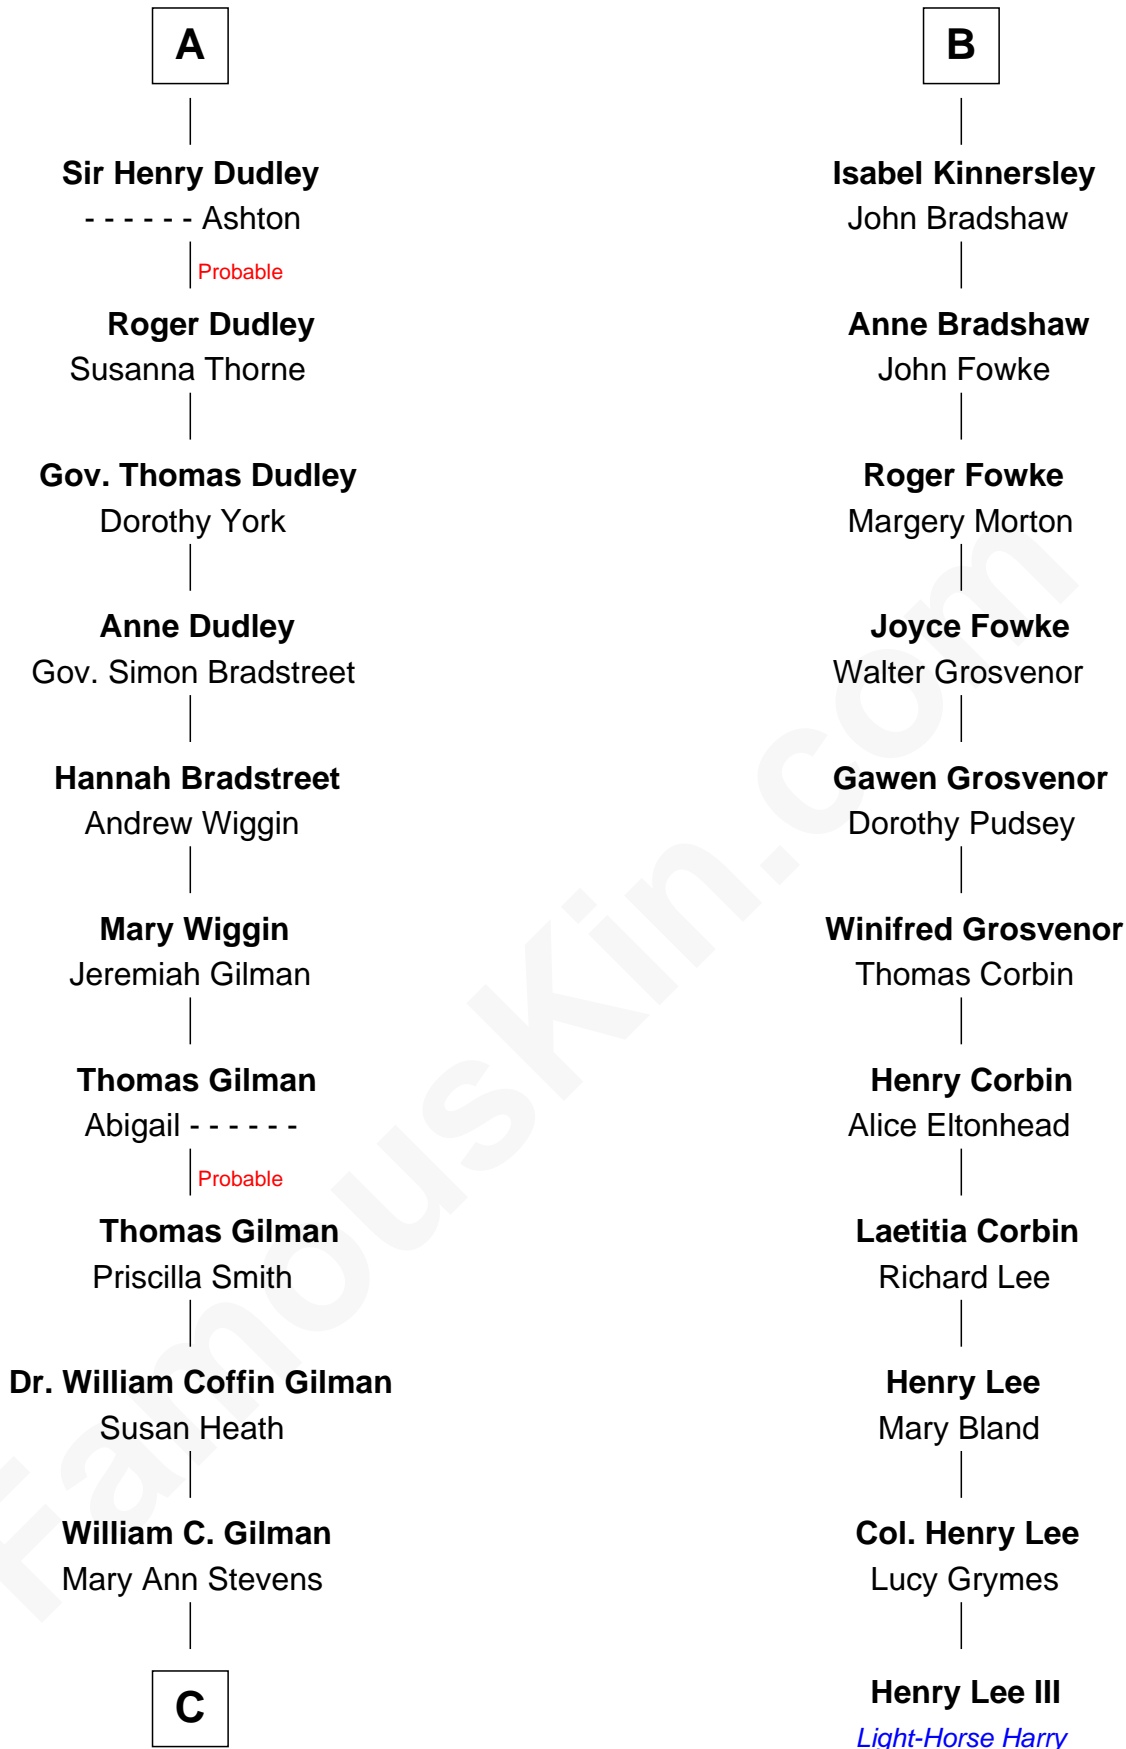 A
Sir Henry Dudley
- - - - - - Ashton
Probable
Roger Dudley
Susanna Thorne
Gov. Thomas Dudley
Dorothy York
Anne Dudley
Gov. Simon Bradstreet
Hannah Bradstreet
Andrew Wiggin
Mary Wiggin
Jeremiah Gilman
Thomas Gilman
Abigail - - - - - -
Probable
Thomas Gilman
Priscilla Smith
Dr. William Coffin Gilman
Susan Heath
William C. Gilman
Mary Ann Stevens
C
B
Isabel Kinnersley
John Bradshaw
Anne Bradshaw
John Fowke
Roger Fowke
Margery Morton
Joyce Fowke
Walter Grosvenor
Gawen Grosvenor
Dorothy Pudsey
Winifred Grosvenor
Thomas Corbin
Henry Corbin
Alice Eltonhead
Laetitia Corbin
Richard Lee
Henry Lee
Mary Bland
Col. Henry Lee
Lucy Grymes
Henry Lee III
Light-Horse Harry
FamousKin.com